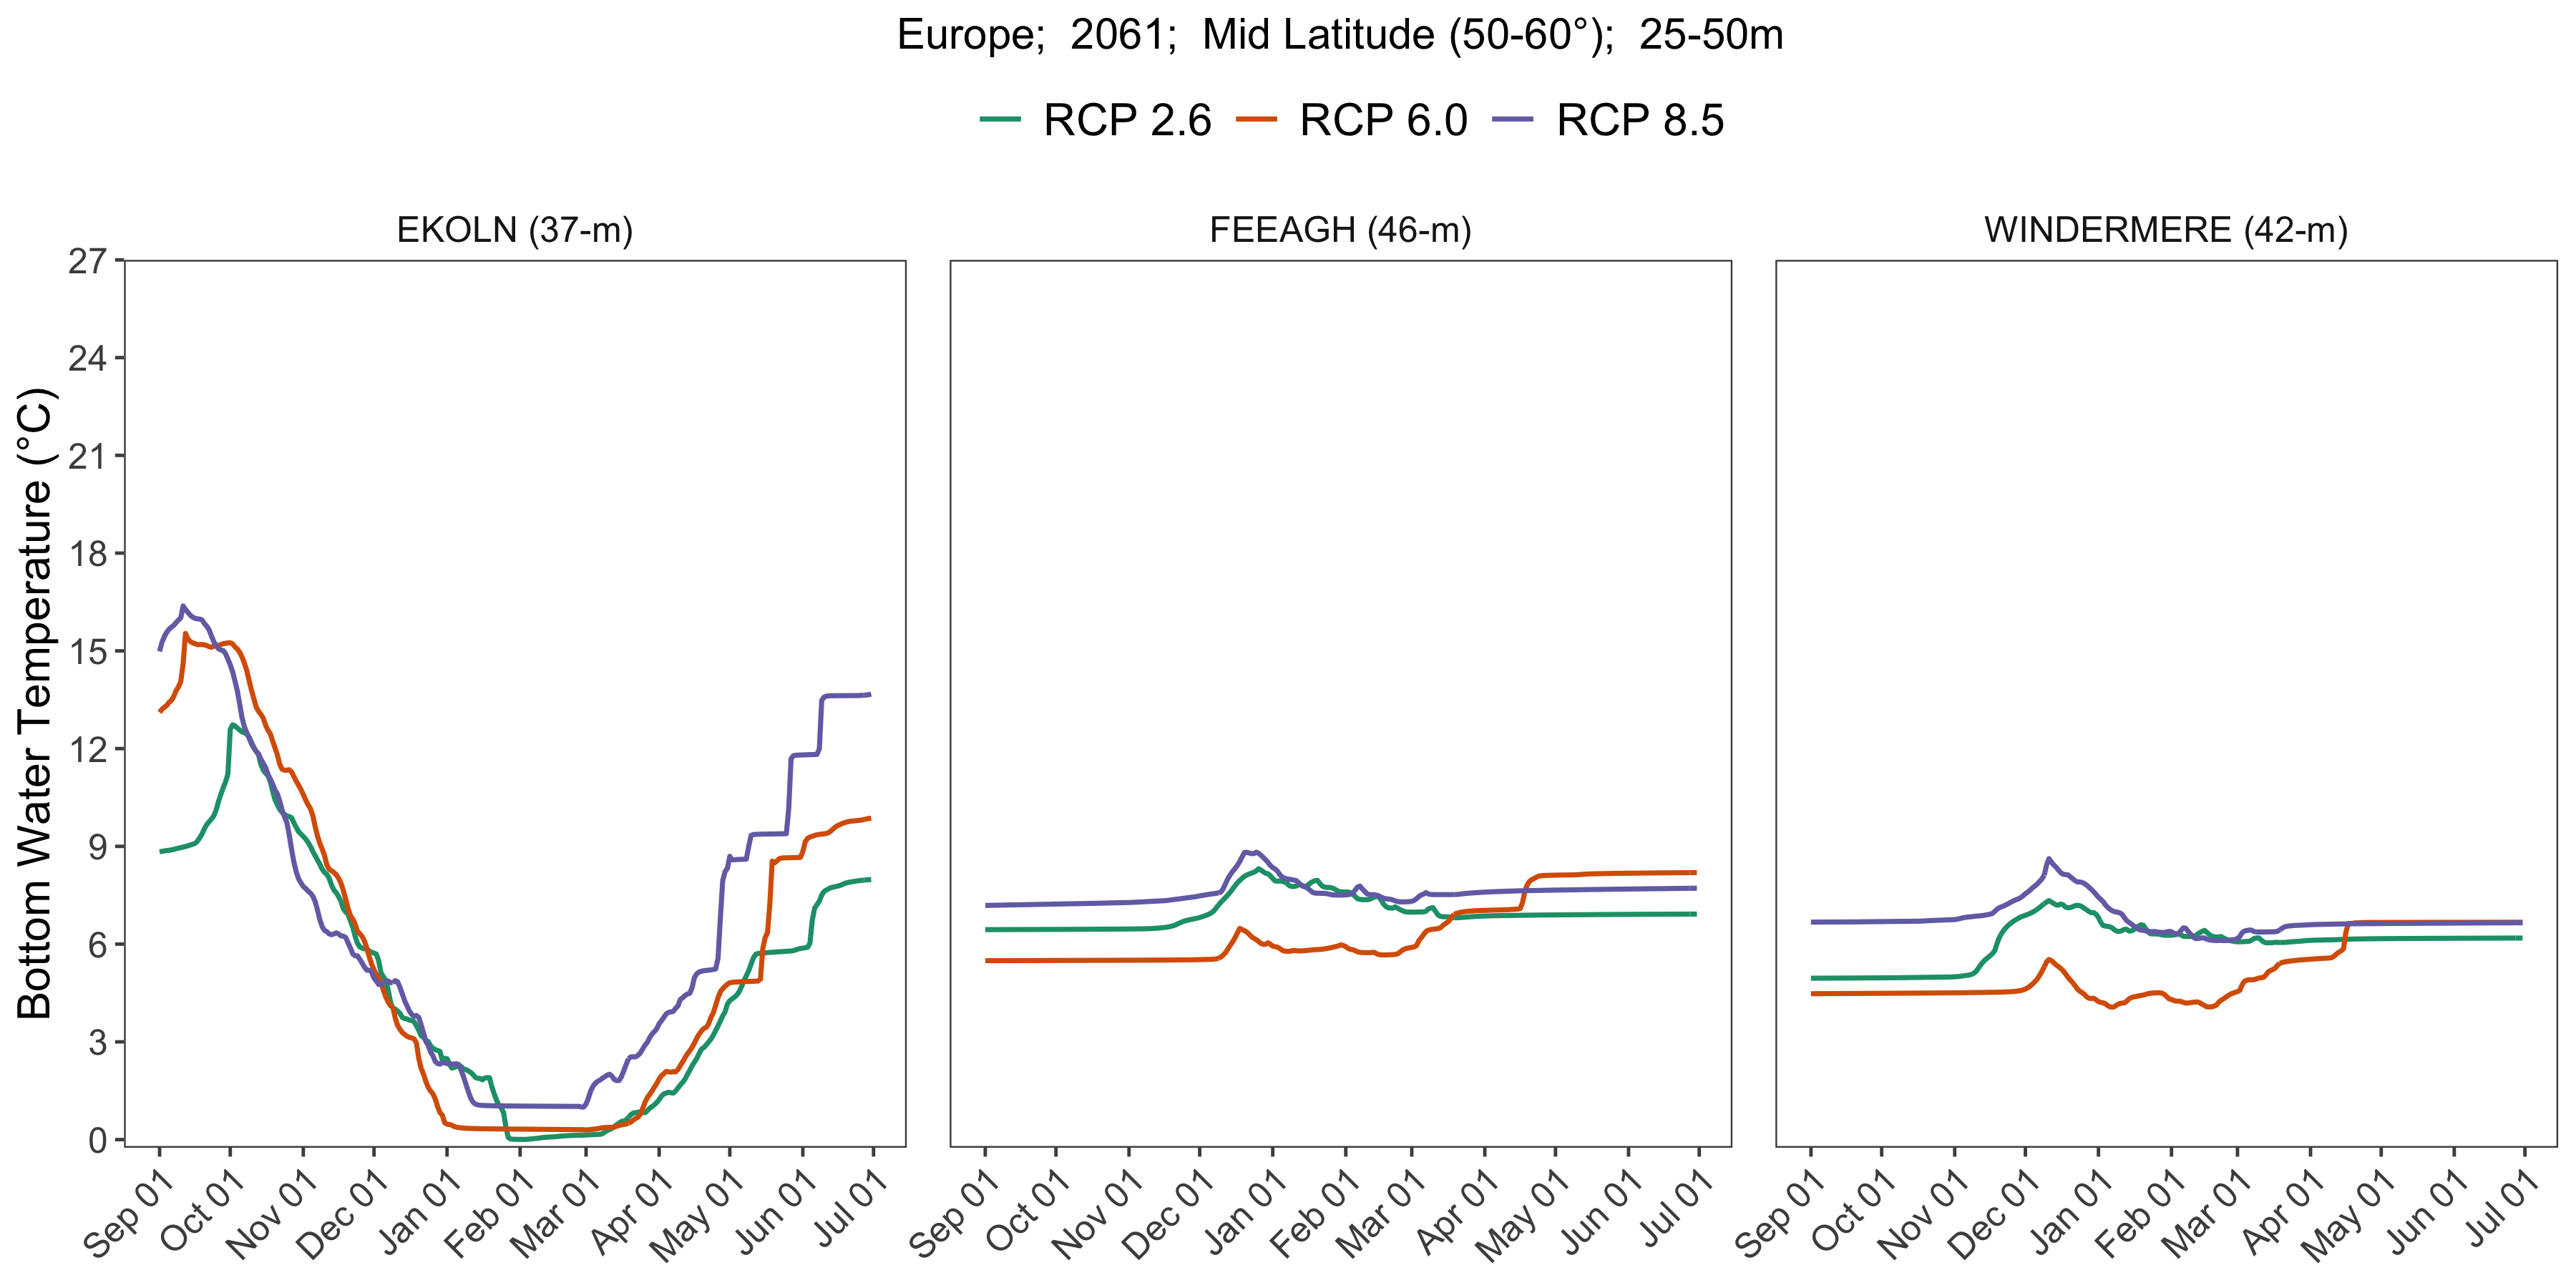 Europe;  2061;  Mid Latitude (50-60°);  25-50m
RCP 2.6 RCP 6.0 RCP 8.5
EKOLN (37-m) FEEAGH (46-m) WINDERMERE (42-m)
Bottom Water Temperature (°C)
27
24
21
18
15
12
9
6
3
0
Sep 01 Oct 01 Nov 01 Dec 01 Jan 01 Feb 01 Mar 01 Apr 01 May 01 Jun 01 Jul 01
Sep 01 Oct 01 Nov 01 Dec 01 Jan 01 Feb 01 Mar 01 Apr 01 May 01 Jun 01 Jul 01
Sep 01 Oct 01 Nov 01 Dec 01 Jan 01 Feb 01 Mar 01 Apr 01 May 01 Jun 01 Jul 01